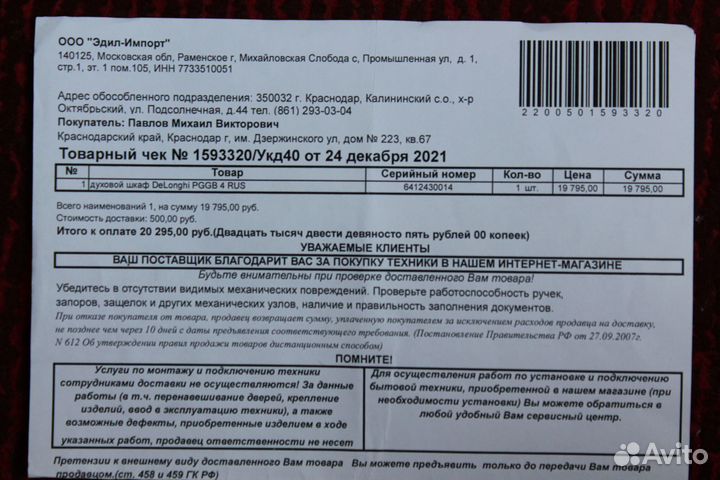 ООО "Эдил-Импорт"
140125, Московская обл, Раменское г, Михайловская Слобода с, Промышленная ул, д. 1,
стр.1, эт. 1 пом.105, ИНН 7733510051
2200501593320
Адрес обособленного подразделения: 350032 г. Краснодар, Калининский с.о., х-р
Октябрьский, ул. Подсолнечная, д.44 тел. (861) 293-03-04
Покупатель: Павлов Михаил Викторович
Краснодарский край, Краснодар г, им. Дзержинского ул, дом № 223, кв.67
Товарный чек № 1593320/Укд40 от 24 декабря 2021
№ Товар Серийный номер Кол-во Цена Сумма
1 духовой шкаф DeLonghi PGGB 4 RUS 6412430014 1 шт. 19 795,00 19 795,00
Всего наименований 1, на сумму 19 795,00 руб.
Стоимость доставки: 500,00 руб.
Итого к оплате 20 295,00 руб.(Двадцать тысяч двести девяносто пять рублей 00 копеек)
УВАЖАЕМЫЕ КЛИЕНТЫ
ВАШ ПОСТАВЩИК БЛАГОДАРИТ ВАС ЗА ПОКУПКУ ТЕХНИКИ В НАШЕМ ИНТЕРНЕТ-МАГАЗИНЕ
Будьте внимательны при проверке доставленного Вам товара!
Убедитесь в отсутствии видимых механических повреждений. Проверьте работоспособность ручек,
запоров, защелок и других механических узлов, наличие и правильность заполнения документов.
При отказе покупателя от товара, продавец возвращает сумму, уплаченную покупателем за исключением расходов продавца на доставку,
не позднее чем через 10 дней с даты предъявления соответствующего требования. (Постановление Правительства РФ от 27.09.2007г.
N 612 Об утверждении правил продажи товаров дистанционным способом)
ПОМНИТЕ!
Услуги по монтажу и подключению техники
сотрудниками доставки не осуществляются! За данные
работы (в т.ч. перенавешивание дверей, крепление
изделий, ввод в эксплуатацию техники), а также
возможные дефекты, приобретенные изделием в ходе
указанных работ, продавец ответственности не несет
Для осуществления работ по установке и подключению
бытовой техники, приобретенной в нашем магазине (при
необходимости установки) Вы можете обратиться в
любой удобный Вам сервисный центр.
Претензии к внешнему виду доставленного Вам товара Вы можете предъявить только до передачи Вам товара
продавцом.(ст. 458 и 459 ГК РФ)
Avito